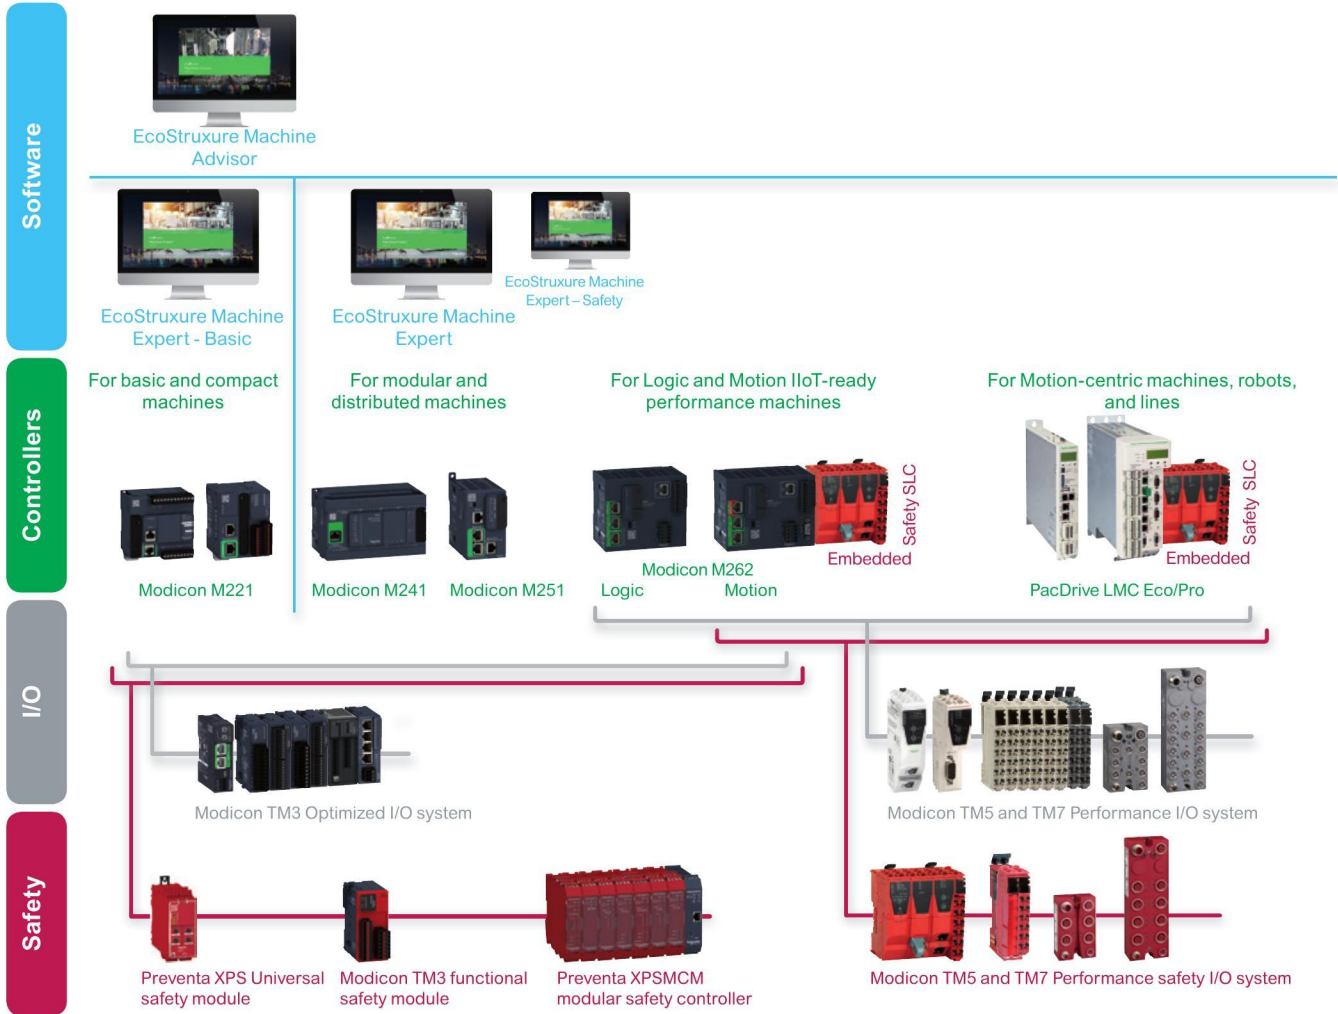 Software
EcoStruxure Machine
Advisor
EcoStruxure Machine
Expert - Basic
EcoStruxure Machine
Expert
EcoStruxure Machine
Expert – Safety
Controllers
For basic and compact
machines
For modular and
distributed machines
For Logic and Motion IIoT-ready
performance machines
For Motion-centric machines, robots,
and lines
Modicon M221
Modicon M241
Modicon M251
Modicon M262
Logic
Motion
Embedded
Safety SLC
PacDrive LMC Eco/Pro
Embedded
Safety SLC
I/O
Modicon TM3 Optimized I/O system
Modicon TM5 and TM7 Performance I/O system
Safety
Preventa XPS Universal
safety module
Modicon TM3 functional
safety module
Preventa XPSMCM
modular safety controller
Modicon TM5 and TM7 Performance safety I/O system